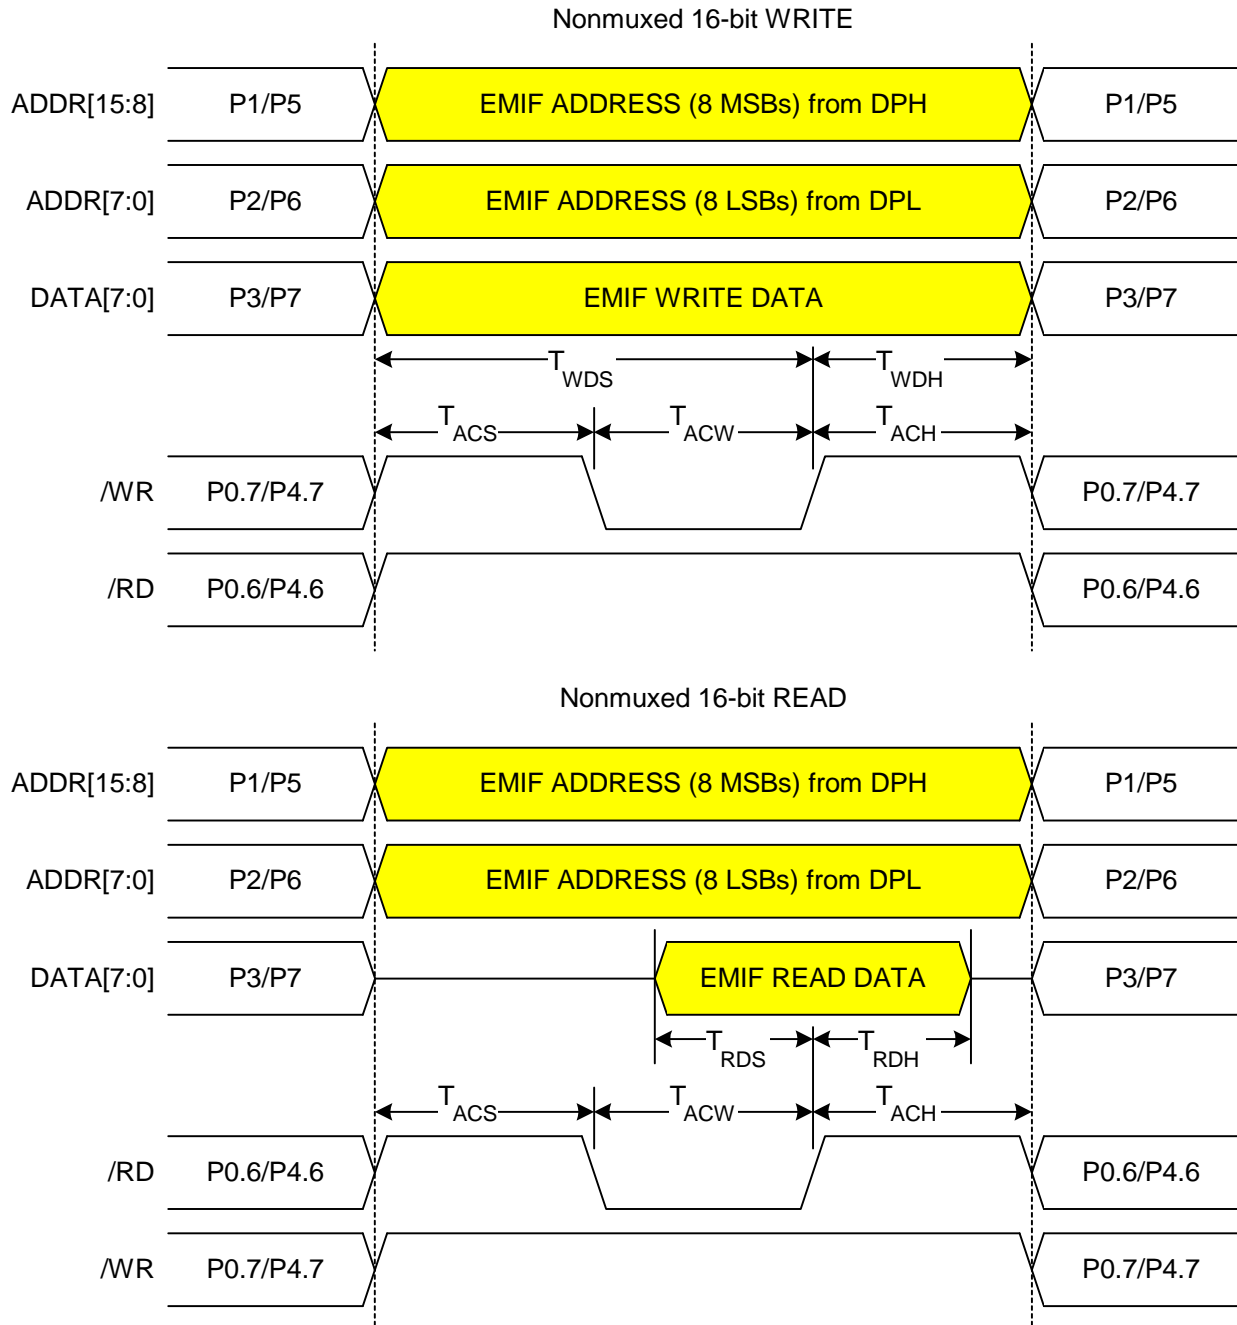 Nonmuxed 16-bit WRITE
ADDR[15:8] P1/P5 EMIF ADDRESS (8 MSBs) from DPH P1/P5
ADDR[7:0] P2/P6 EMIF ADDRESS (8 LSBs) from DPL P2/P6
DATA[7:0] P3/P7 EMIF WRITE DATA P3/P7
TWDS TWDH
TACS TACW TACH
/WR P0.7/P4.7 P0.7/P4.7
/RD P0.6/P4.6 P0.6/P4.6
Nonmuxed 16-bit READ
ADDR[15:8] P1/P5 EMIF ADDRESS (8 MSBs) from DPH P1/P5
ADDR[7:0] P2/P6 EMIF ADDRESS (8 LSBs) from DPL P2/P6
DATA[7:0] P3/P7 EMIF READ DATA P3/P7
TRDS TRDH
TACS TACW TACH
/RD P0.6/P4.6 P0.6/P4.6
/WR P0.7/P4.7 P0.7/P4.7